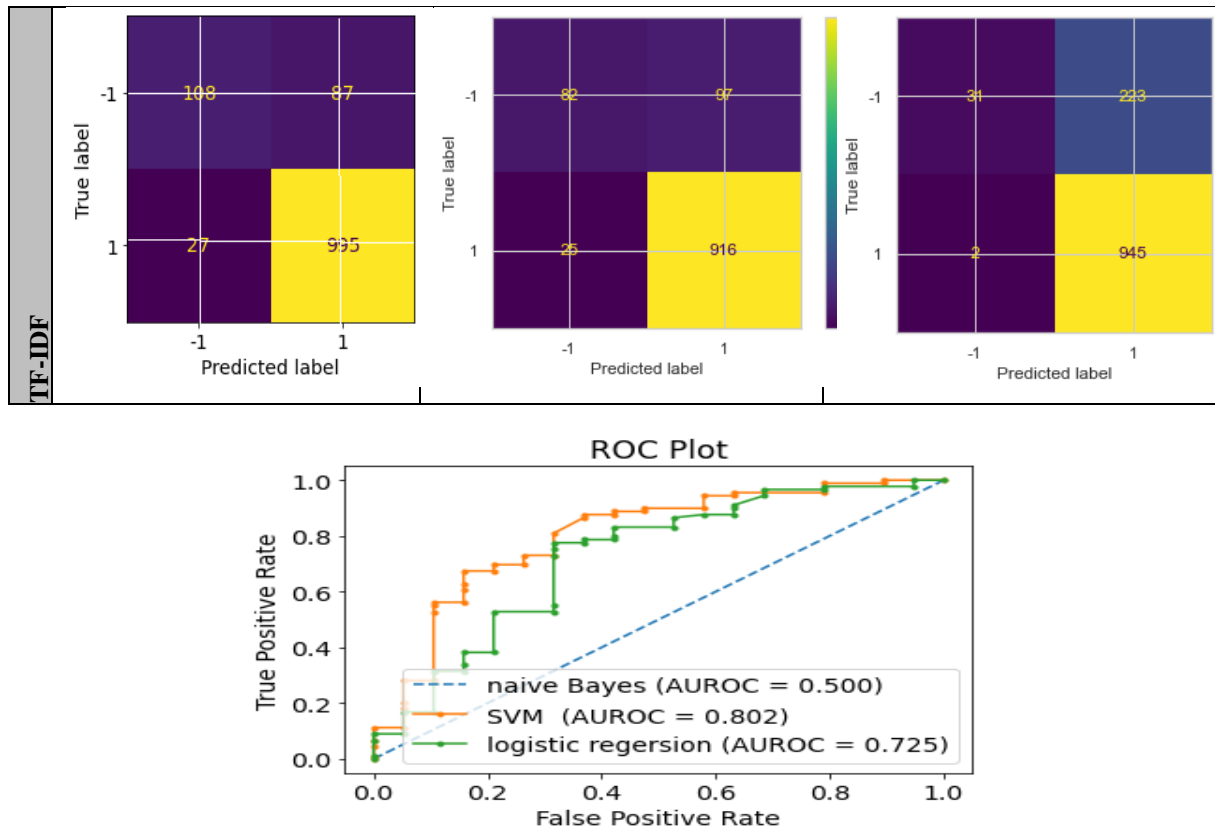 TF-IDF
True label
-1
108
87
1
27
995
-1
1
Predicted label
True label
-1
82
97
1
25
916
-1
1
Predicted label
True label
-1
31
223
1
2
945
-1
1
Predicted label
ROC Plot
True Positive Rate
1.0
0.8
0.6
0.4
0.2
0.0
naive Bayes (AUROC = 0.500)
SVM (AUROC = 0.802)
logistic regersion (AUROC = 0.725)
0.0 0.2 0.4 0.6 0.8 1.0
False Positive Rate